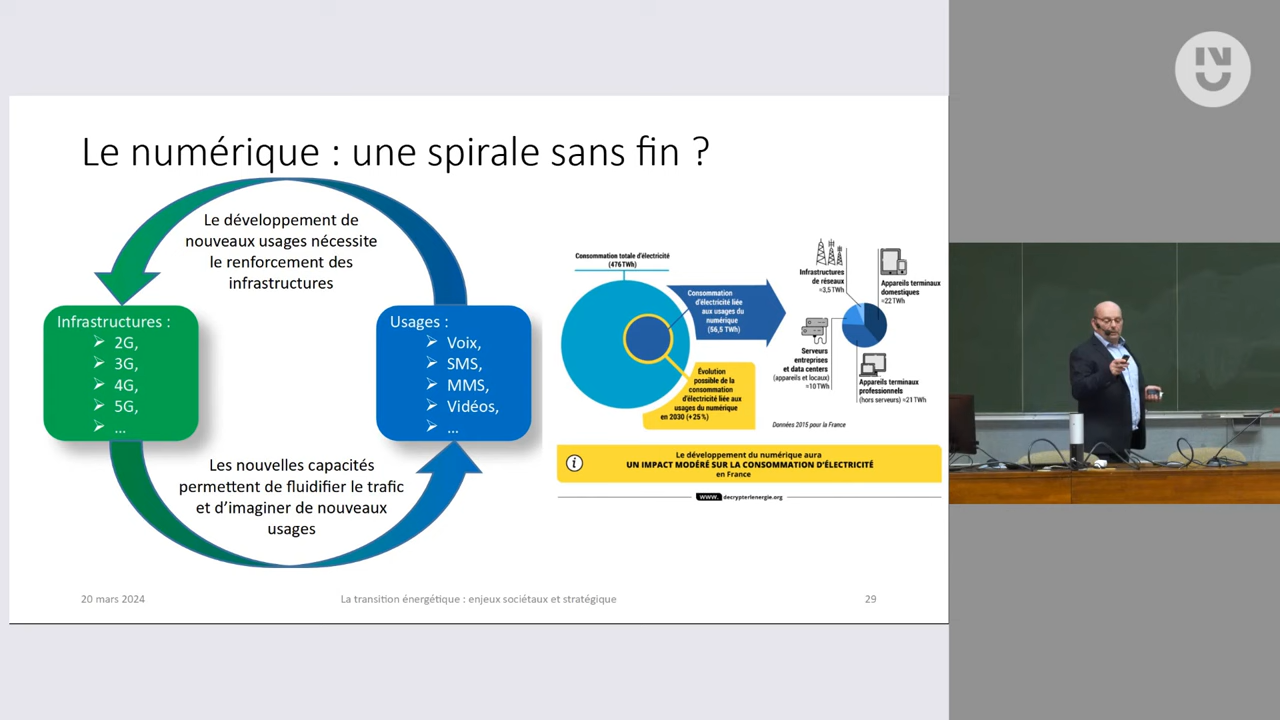 Le numérique : une spirale sans fin ?
Le développement de
nouveaux usages nécessite
le renforcement des
infrastructures
Infrastructures :
➢ 2G,
➢ 3G,
➢ 4G,
➢ 5G,
➢ ...
Usages :
➢ Voix,
➢ SMS,
➢ MMS,
➢ Vidéos,
➢ ...
Les nouvelles capacités
permettent de fluidifier le trafic
et d'imaginer de nouveaux
usages
Consommation totale d'électricité
(476 TWh)
Consommation
d'électricité liée
aux usages du
numérique
(56,5 TWh)
Évolution
possible de la
consommation
d'électricité liée aux
usages du numérique
en 2030 (+25 %)
Infrastructures
de réseaux
≈3,5 TWh
Appareils terminaux
domestiques
≈22 TWh
Serveurs
entreprises
et data centers
(appareils et locaux)
≈10 TWh
Appareils terminaux
professionnels
(hors serveurs) ≈21 TWh
Données 2015 pour la France
i
Le développement du numérique aura
UN IMPACT MODÉRÉ SUR LA CONSOMMATION D'ÉLECTRICITÉ
en France
www. decrypterlenergie.org
20 mars 2024
La transition énergétique : enjeux sociétaux et stratégique
29